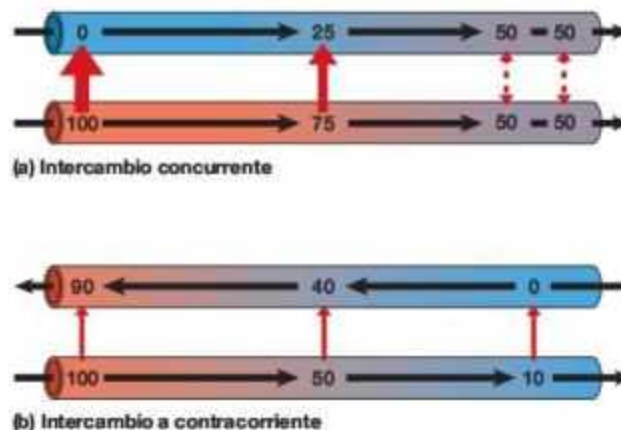 0 25 50 50
100 75 50 50
(a) Intercambio concurrente
90 40 0
100 50 10
(b) Intercambio a contracorriente